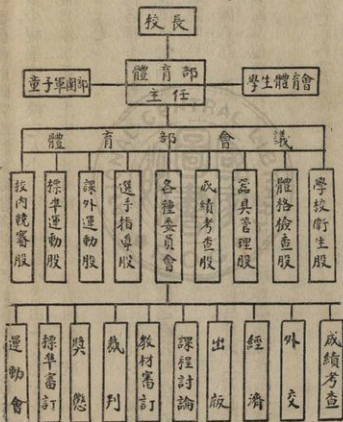 校長
體育部
主任
童子軍團部
學生體育會
體育部會議
學校衞生股
體格檢查股
器具管理股
成績考查股
各種委員會
選手指導股
課外運動股
標準運動股
校內競賽股
成績考查
外交
經濟
出版
課程討論
教材審訂
裁判
獎懲
標準審訂
運動會